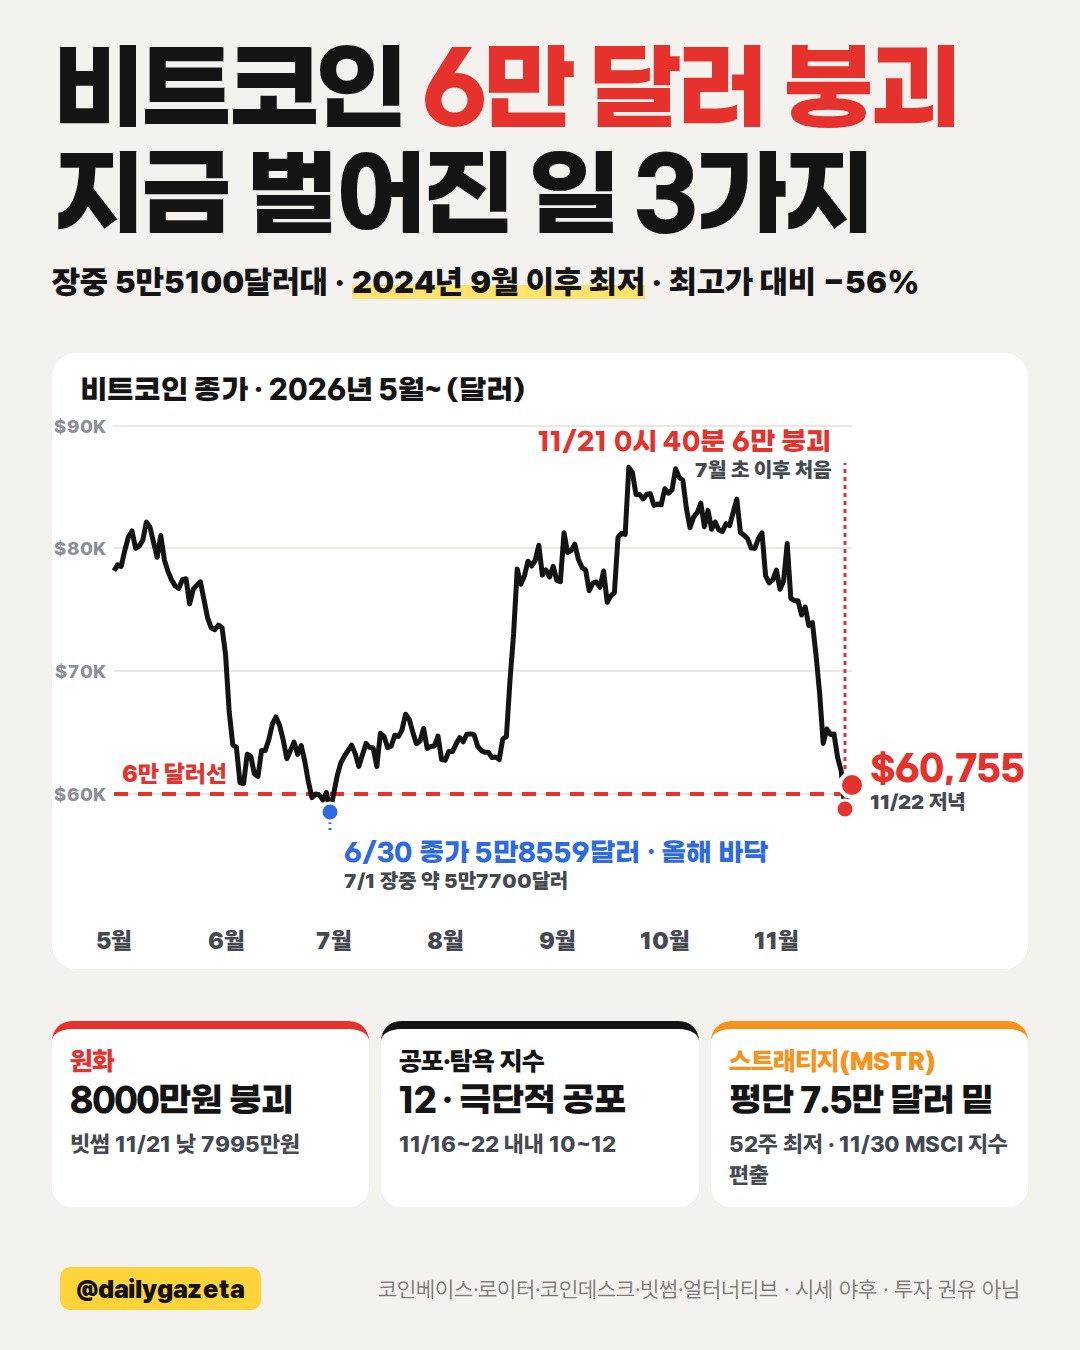 비트코인 6만 달러 붕괴
지금 벌어진 일 3가지
장중 5만5100달러대 · 2024년 9월 이후 최저 · 최고가 대비 −56%
비트코인 종가 · 2026년 5월~ (달러)
$90K
11/21 0시 40분 6만 붕괴
7월 초 이후 처음
$80K
$70K
6만 달러선
$60K
$60,755
11/22 저녁
6/30 종가 5만8559달러 · 올해 바닥
7/1 장중 약 5만7700달러
5월 6월 7월 8월 9월 10월 11월
원화
8000만원 붕괴
빗썸 11/21 낮 7995만원
공포·탐욕 지수
12 · 극단적 공포
11/16~22 내내 10~12
스트래티지(MSTR)
평단 7.5만 달러 밑
52주 최저 · 11/30 MSCI 지수
편출
@dailygazeta
코인베이스·로이터·코인데스크·빗썸·얼터너티브 · 시세 야후 · 투자 권유 아님